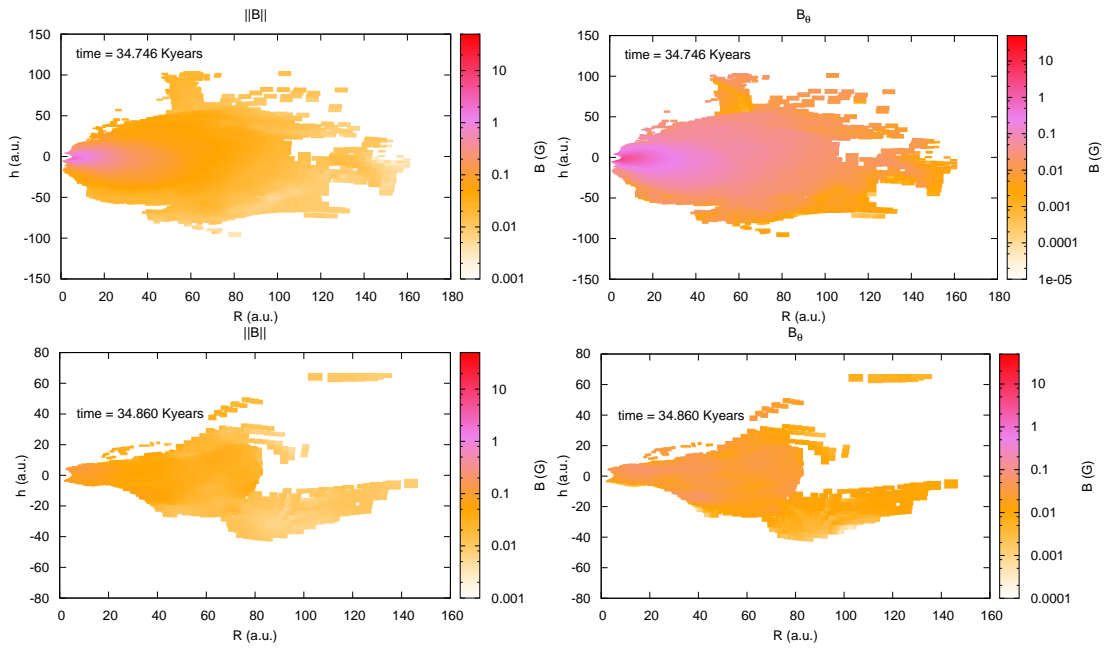 ||B||
150
100
50
0
-50
-100
-150
time = 34.746 Kyears
h (a.u.)
0 20 40 60 80 100 120 140 160 180
R (a.u.)
10
1
0.1
0.01
0.001
B (G)
Bθ
150
100
50
0
-50
-100
-150
time = 34.746 Kyears
h (a.u.)
0 20 40 60 80 100 120 140 160 180
R (a.u.)
10
1
0.1
0.01
0.001
0.0001
1e-05
B (G)
||B||
80
60
40
20
0
-20
-40
-60
-80
time = 34.860 Kyears
h (a.u.)
0 20 40 60 80 100 120 140 160
R (a.u.)
10
1
0.1
0.01
0.001
B (G)
Bθ
80
60
40
20
0
-20
-40
-60
-80
time = 34.860 Kyears
h (a.u.)
0 20 40 60 80 100 120 140 160
R (a.u.)
10
1
0.1
0.01
0.001
0.0001
B (G)